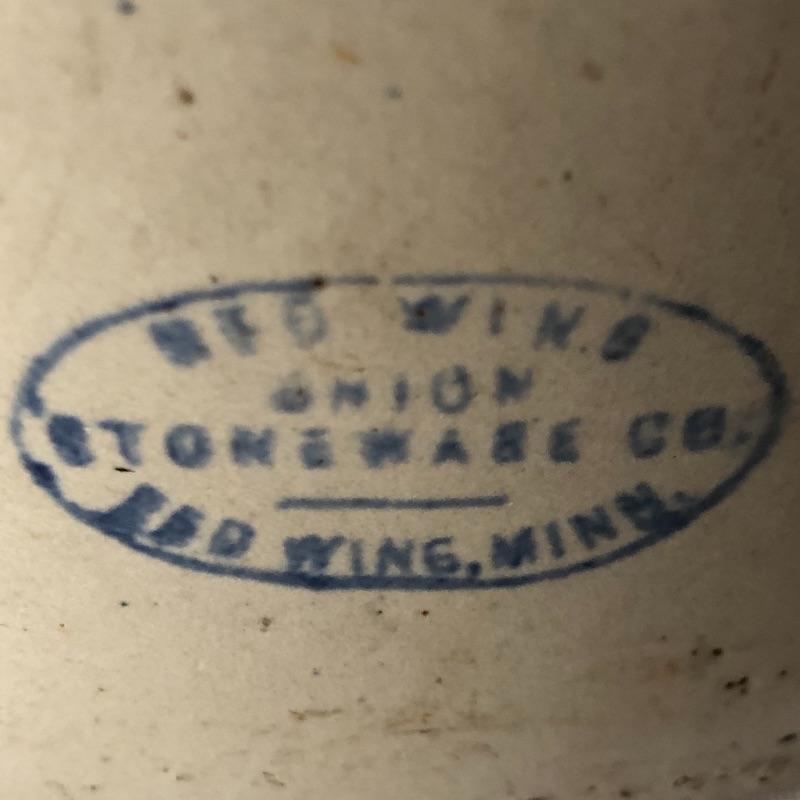 RED WING
UNION
STONEWARE CO.
RED WING, MINN.